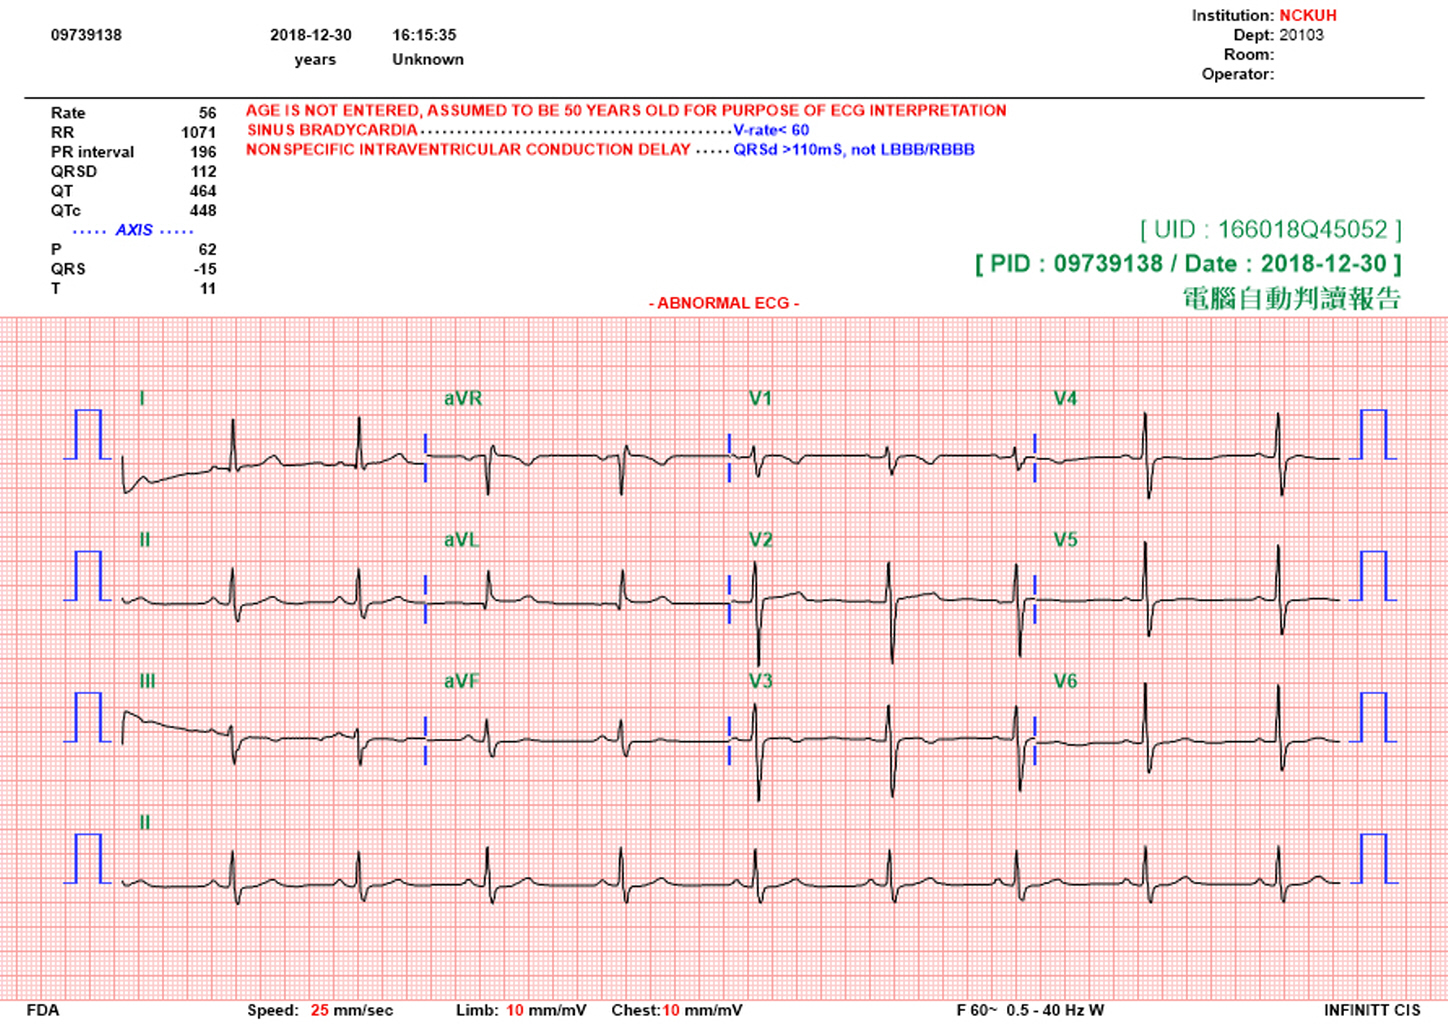 Institution: NCKUH
09739138 2018-12-30 16:15:35 Dept: 20103
years Unknown Room:
Operator:
Rate 56 AGE IS NOT ENTERED, ASSUMED TO BE 50 YEARS OLD FOR PURPOSE OF ECG INTERPRETATION
RR 1071 SINUS BRADYCARDIA ........................................ V-rate< 60
PR interval 196 NONSPECIFIC INTRAVENTRICULAR CONDUCTION DELAY ..... QRSd >110mS, not LBBB/RBBB
QRSD 112
QT 464
QTc 448
..... AXIS .....
[ UID : 166018Q45052 ]
P 62
QRS -15
[ PID : 09739138 / Date : 2018-12-30 ]
T 11
電腦自動判讀報告
- ABNORMAL ECG -
I aVR V1 V4
II aVL V2 V5
III aVF V3 V6
II
FDA Speed: 25 mm/sec Limb: 10 mm/mV Chest:10 mm/mV F 60~ 0.5 - 40 Hz W INFINITT CIS